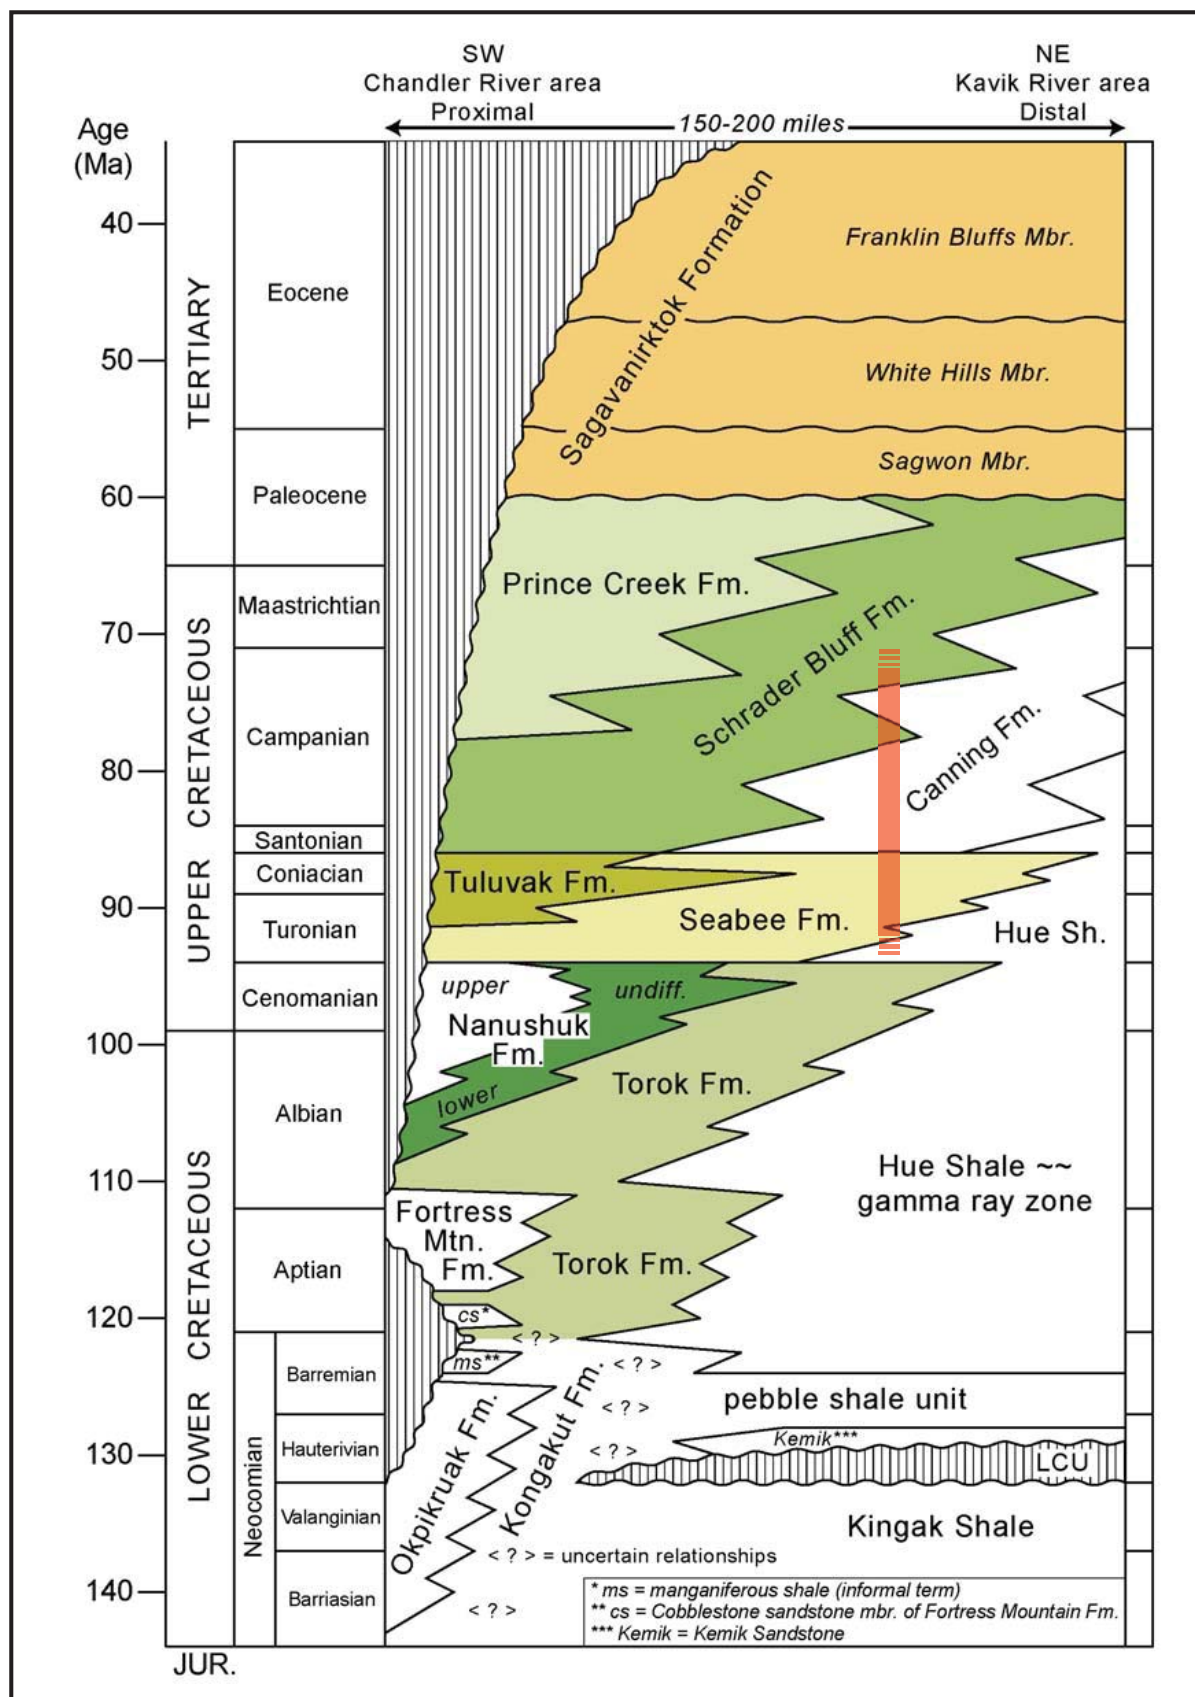 SW
Chandler River area
Proximal
NE
Kavik River area
Distal
150-200 miles
Age
(Ma)
40
50
60
70
80
90
100
110
120
130
140
TERTIARY
UPPER CRETACEOUS
LOWER CRETACEOUS
JUR.
Eocene
Paleocene
Maastrichtian
Campanian
Santonian
Coniacian
Turonian
Cenomanian
Albian
Aptian
Neocomian
Barremian
Hauterivian
Valanginian
Barriasian
Sagavanirktok Formation
Franklin Bluffs Mbr.
White Hills Mbr.
Sagwon Mbr.
Prince Creek Fm.
Schrader Bluff Fm.
Canning Fm.
Tuluvak Fm.
Seabee Fm.
Hue Sh.
upper
undiff.
Nanushuk
Fm.
lower
Torok Fm.
Hue Shale ~~
gamma ray zone
Fortress
Mtn.
Fm.
Torok Fm.
cs*
< ? >
ms**
< ? >
pebble shale unit
< ? >
Kemik***
< ? >
LCU
Okpikruak Fm.
Kongakut Fm.
Kingak Shale
< ? > = uncertain relationships
< ? >
* ms = manganiferous shale (informal term)
** cs = Cobblestone sandstone mbr. of Fortress Mountain Fm.
*** Kemik = Kemik Sandstone